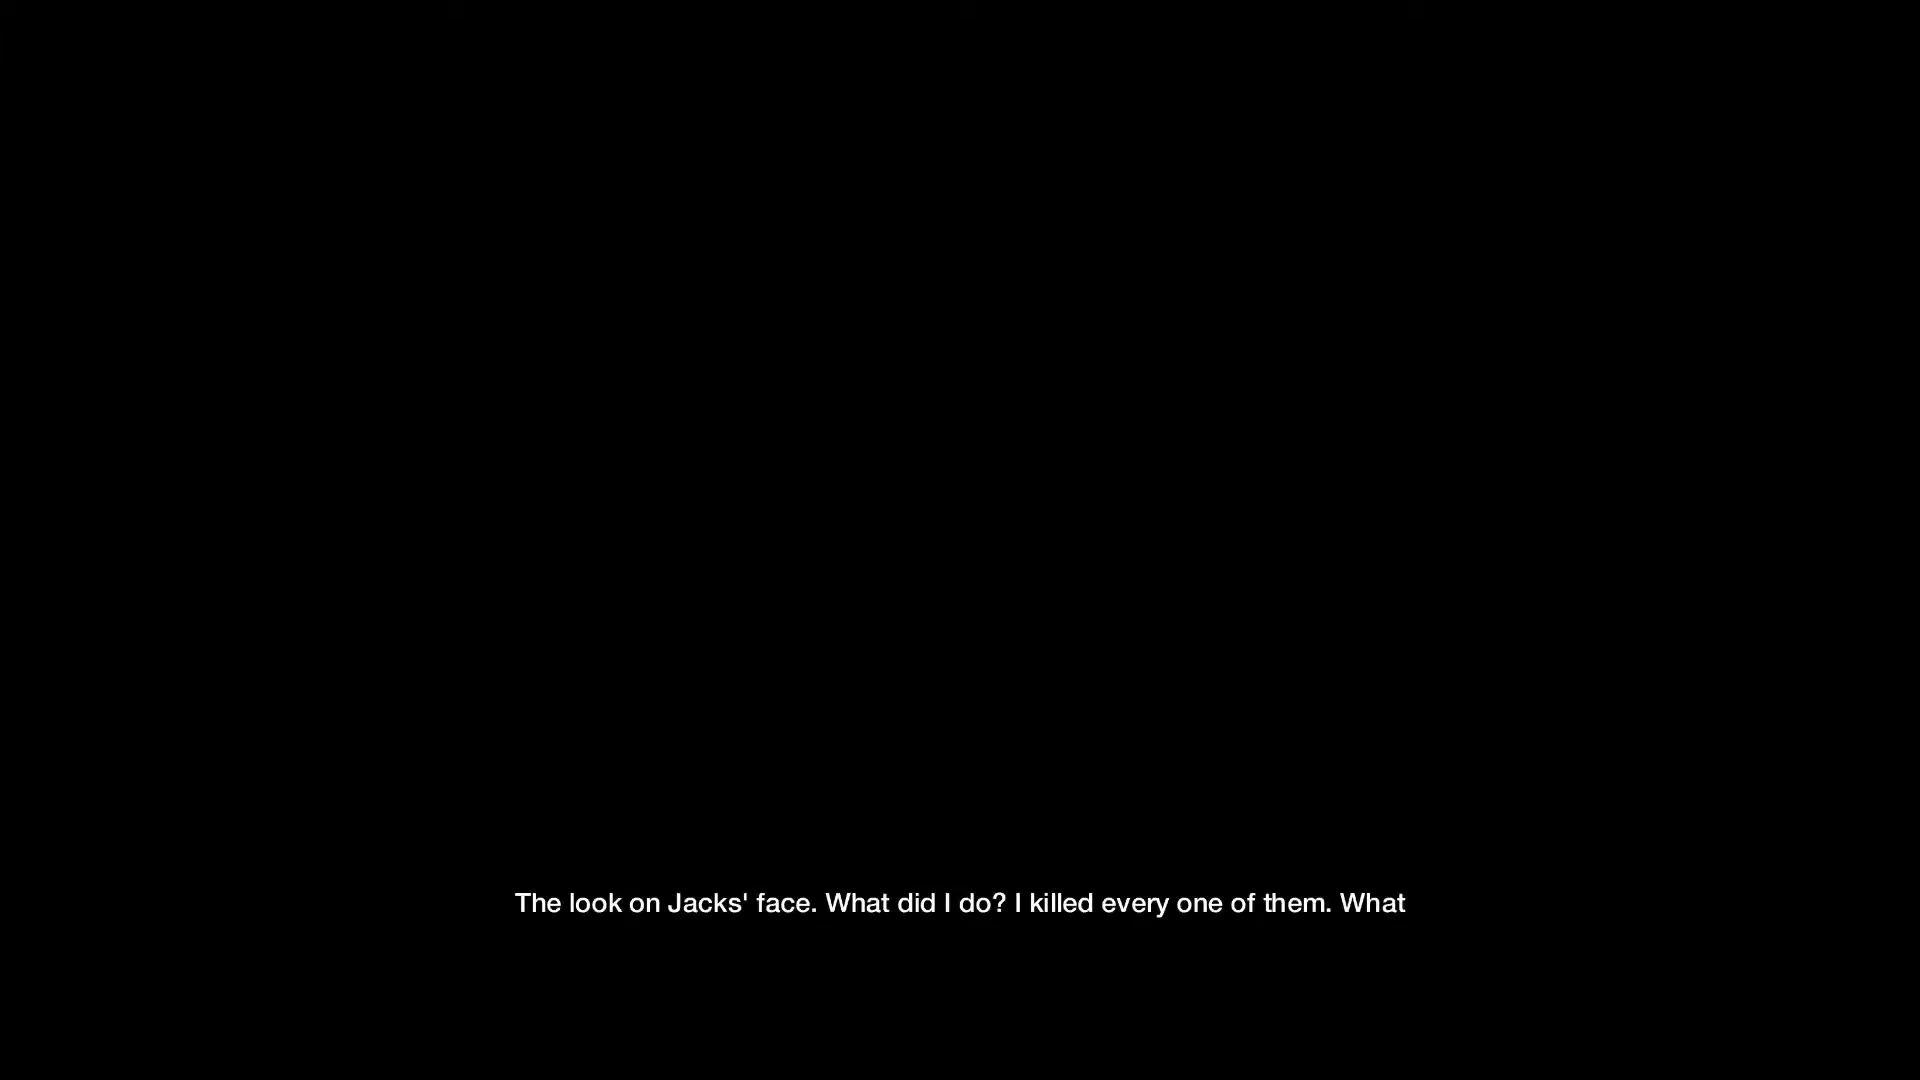 The look on Jacks' face. What did I do? I killed every one of them. What